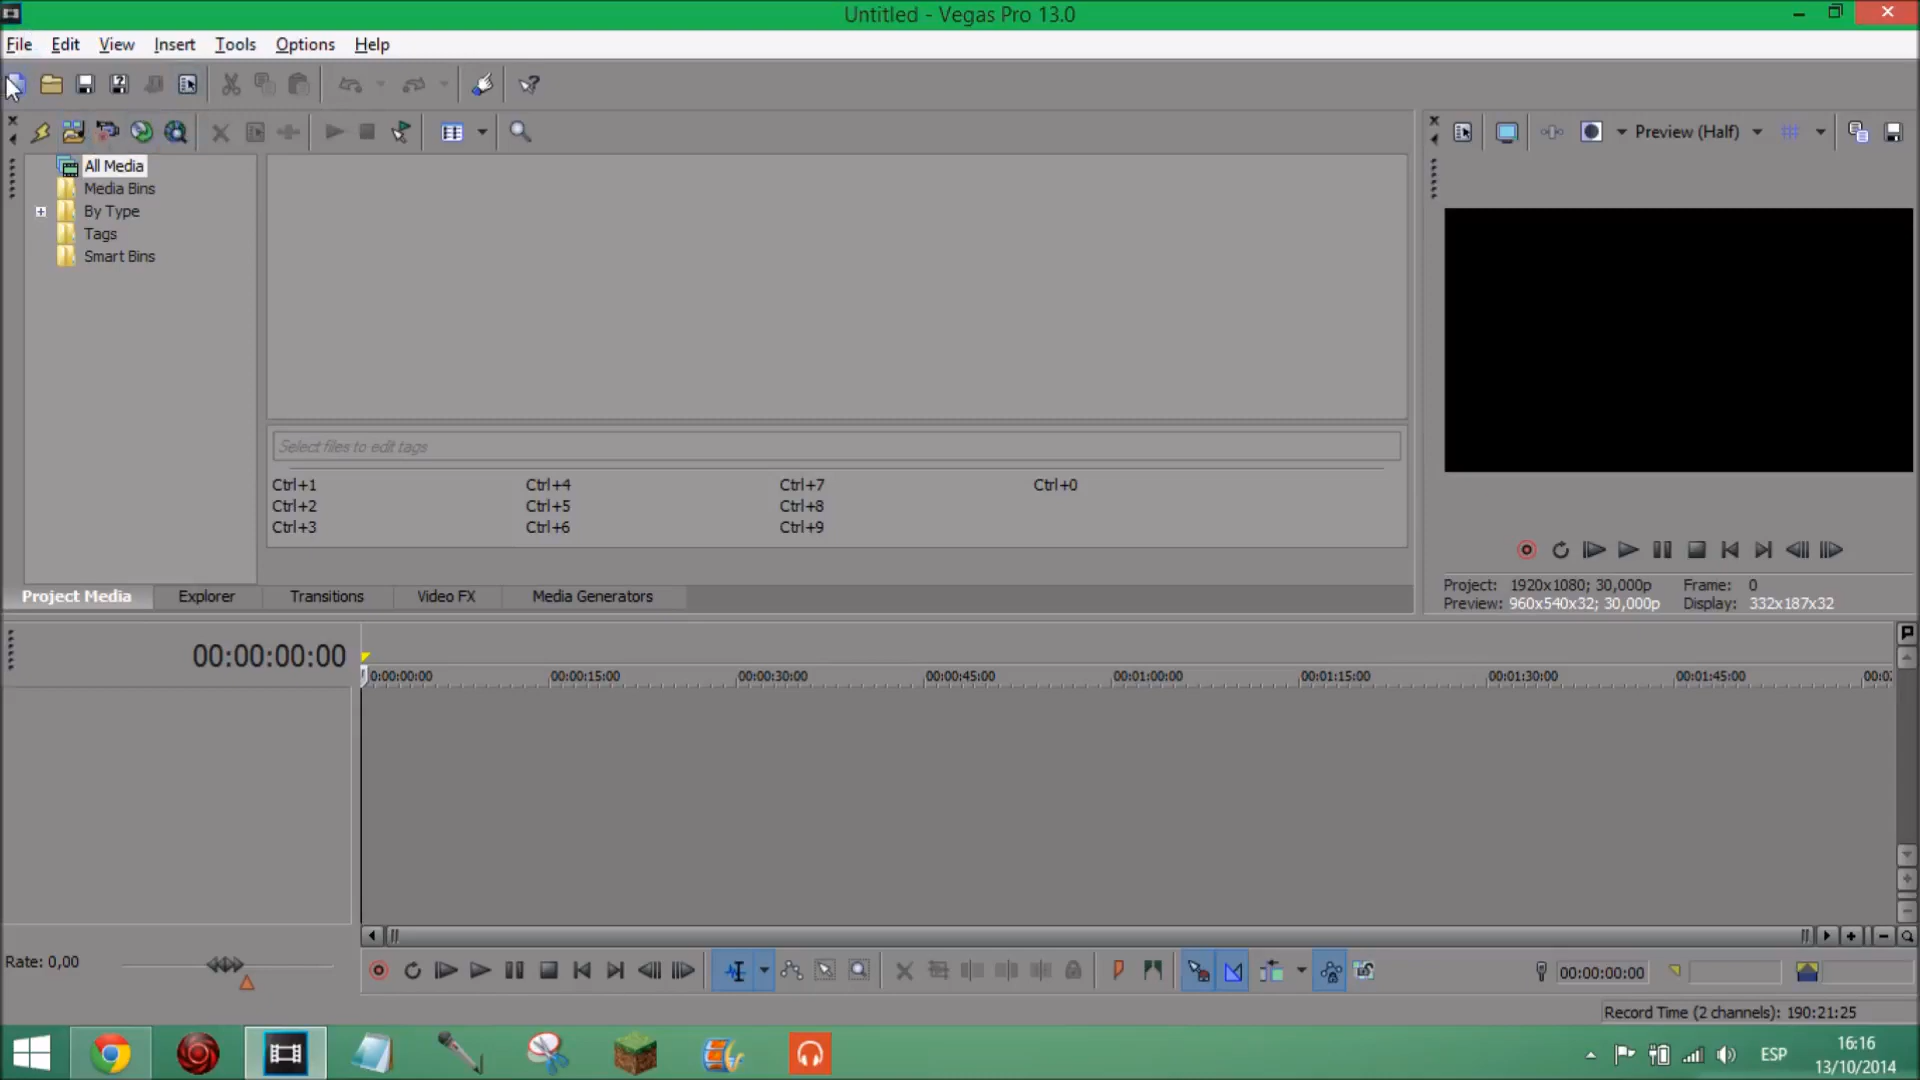 Untitled - Vegas Pro 13.0
File Edit View Insert Tools Options Help
Preview (Half)
All Media
Media Bins
By Type
Tags
Smart Bins
Select files to edit tags
Ctrl+1 Ctrl+4 Ctrl+7 Ctrl+0
Ctrl+2 Ctrl+5 Ctrl+8
Ctrl+3 Ctrl+6 Ctrl+9
Project: 1920x1080; 30,000p Frame: 0
Preview: 960x540x32; 30,000p Display: 332x187x32
Project Media Explorer Transitions Video FX Media Generators
00:00:00:00
0:00:00:00 00:00:15:00 00:00:30:00 00:00:45:00 00:01:00:00 00:01:15:00 00:01:30:00 00:01:45:00
Rate: 0,00
00:00:00:00
Record Time (2 channels): 190:21:25
ESP
16:16
13/10/2014